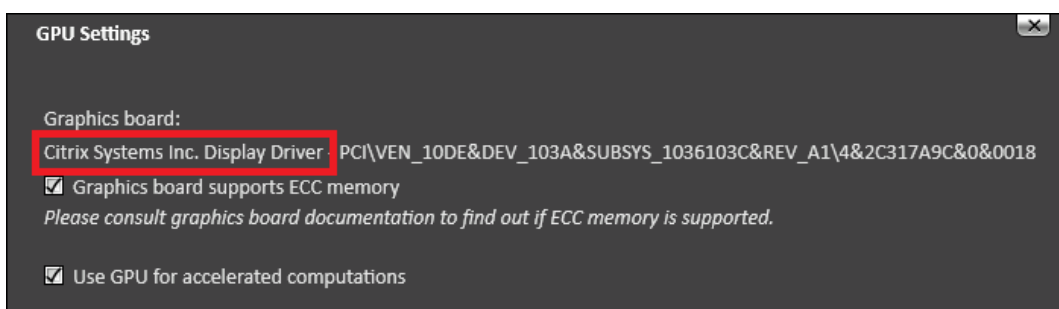 GPU Settings
Graphics board:
Citrix Systems Inc. Display Driver - PCI\VEN_10DE&DEV_103A&SUBSYS_1036103C&REV_A1\4&2C317A9C&0&0018
Graphics board supports ECC memory
Please consult graphics board documentation to find out if ECC memory is supported.
Use GPU for accelerated computations